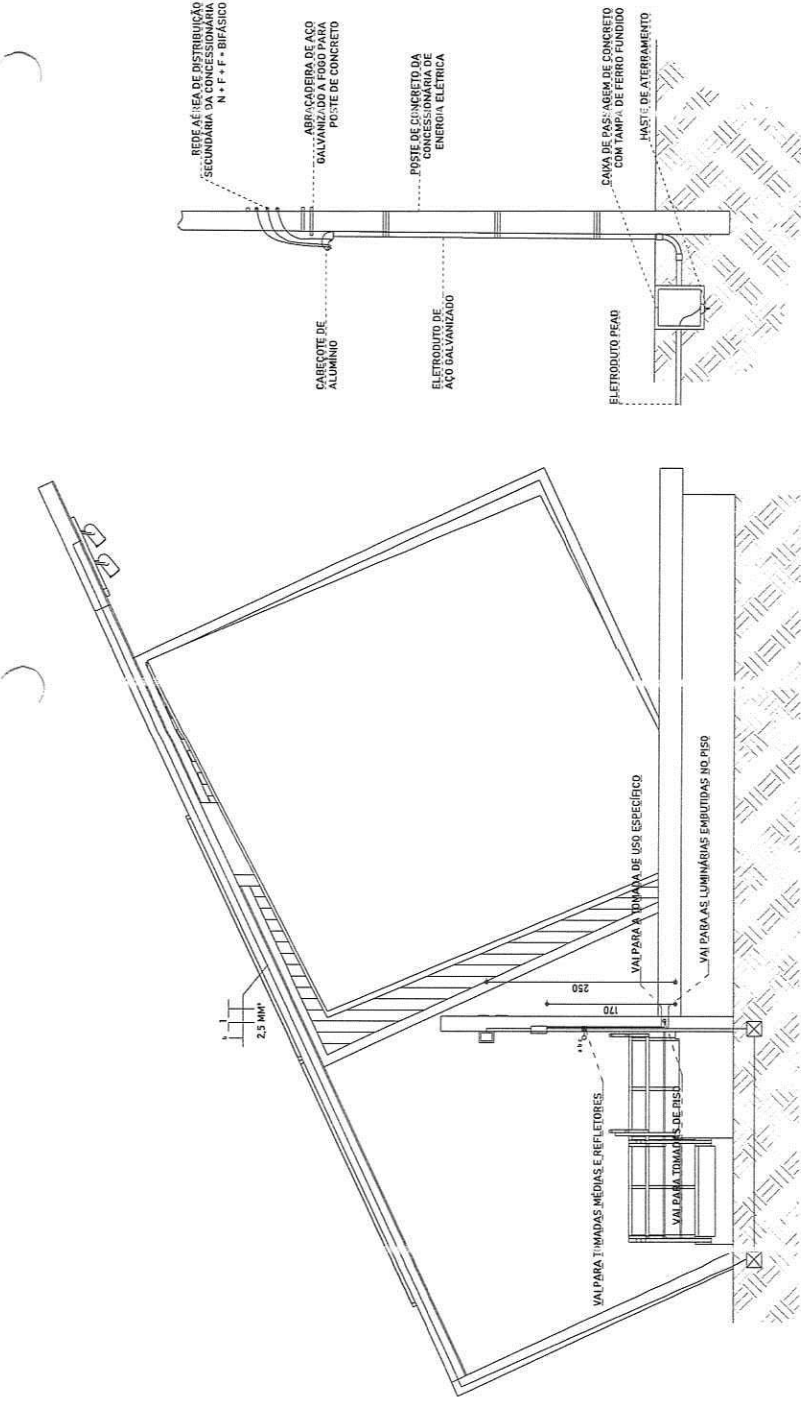 REDE AÉREA DE DISTRIBUIÇÃO
SECUNDÁRIA DA CONCESSIONÁRIA
N + F + F = BIFÁSICO
ABRAÇADEIRA DE AÇO
GALVANIZADO A FOGO PARA
POSTE DE CONCRETO
POSTE DE CONCRETO DA
CONCESSIONÁRIA DE
ENERGIA ELÉTRICA
CAIXA DE PASSAGEM DE CONCRETO
COM TAMPA DE FERRO FUNDIDO
HASTE DE ATERRAMENTO
CABEÇOTE DE
ALUMÍNIO
ELETRODUTO DE
AÇO GALVANIZADO
ELETRODUTO PEAD
1
2,5 MM²
VAI PARA A TOMADA DE USO ESPECÍFICO
VAI PARA AS LUMINÁRIAS EMBUTIDAS NO PISO
250
170
VAI PARA TOMADAS MÉDIAS E REFLETORES
VAI PARA TOMADAS DE PISO